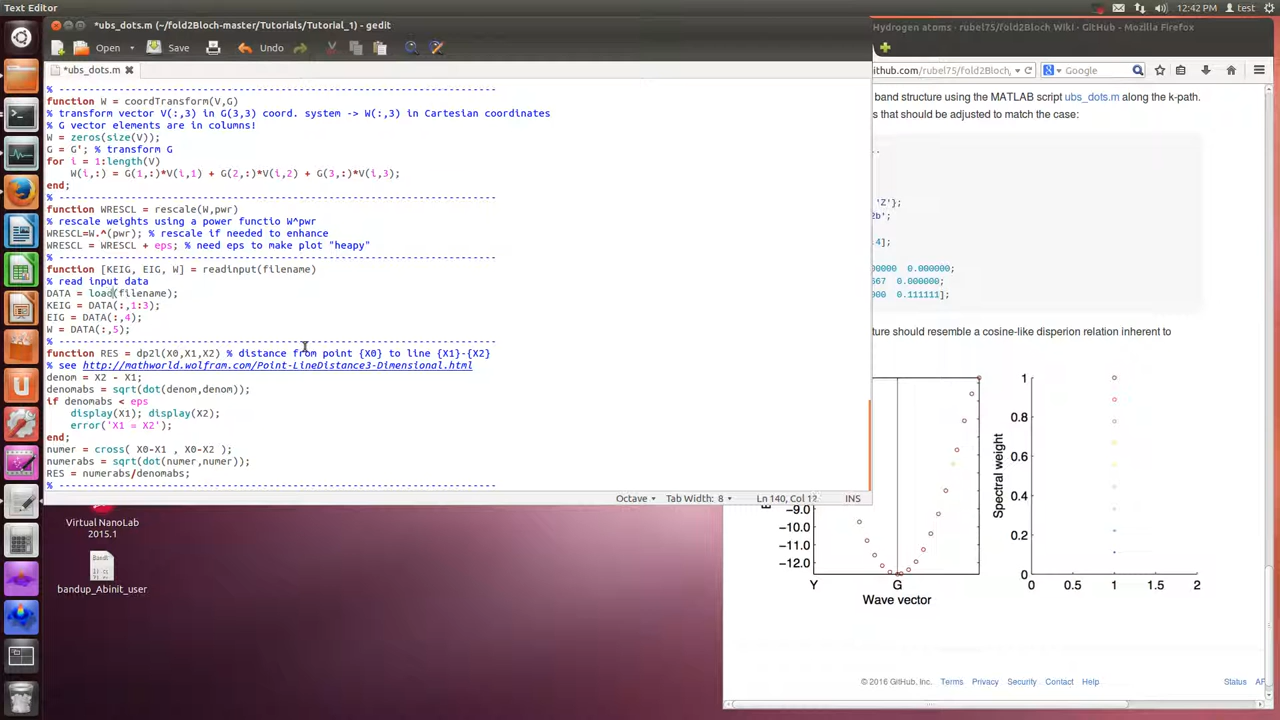 Text Editor
12:42 PM test
*ubs_dots.m (~/fold2Bloch-master/Tutorials/Tutorial_1) - gedit
Hydrogen atoms · rubel75/fold2Bloch Wiki · GitHub - Mozilla Firefox
Open Save Undo
*ubs_dots.m
ithub.com/rubel75/fold2Bloch, Google
% ---------------------------------------------------------------------------
function W = coordTransform(V,G)
% transform vector V(:,3) in G(3,3) coord. system -> W(:,3) in Cartesian coordinates
% G vector elements are in columns!
W = zeros(size(V));
G = G'; % transform G
for i = 1:length(V)
W(i,:) = G(1,:)*V(i,1) + G(2,:)*V(i,2) + G(3,:)*V(i,3);
end;
% ---------------------------------------------------------------------------
function WRESCL = rescale(W,pwr)
% rescale weights using a power functio W^pwr
WRESCL=W.^(pwr); % rescale if needed to enhance
WRESCL = WRESCL + eps; % need eps to make plot "heapy"
% ---------------------------------------------------------------------------
function [KEIG, EIG, W] = readinput(filename)
% read input data
DATA = load(filename);
KEIG = DATA(:,1:3);
EIG = DATA(:,4);
W = DATA(:,5);
% ---------------------------------------------------------------------------
function RES = dp2l(X0,X1,X2) % distance from point {X0} to line {X1}-{X2}
% see http://mathworld.wolfram.com/Point-LineDistance3-Dimensional.html
denom = X2 - X1;
denomabs = sqrt(dot(denom,denom));
if denomabs < eps
display(X1); display(X2);
error('X1 = X2');
end;
numer = cross( X0-X1 , X0-X2 );
numerabs = sqrt(dot(numer,numer));
RES = numerabs/denomabs;
% ---------------------------------------------------------------------------
Octave Tab Width: 8 Ln 140, Col 12 INS
band structure using the MATLAB script ubs_dots.m along the k-path.
s that should be adjusted to match the case:
..
'Z'};
2b';
.4];
00000 0.000000;
667 0.000000;
000 0.111111];
ture should resemble a cosine-like disperion relation inherent to
−9.0
−10.0
−11.0
−12.0
Y G
Wave vector
Spectral weight
1
0.8
0.6
0.4
0.2
0
0 0.5 1 1.5 2
Virtual NanoLab
2015.1
bandup_Abinit_user
© 2016 GitHub, Inc. Terms Privacy Security Contact Help
Status